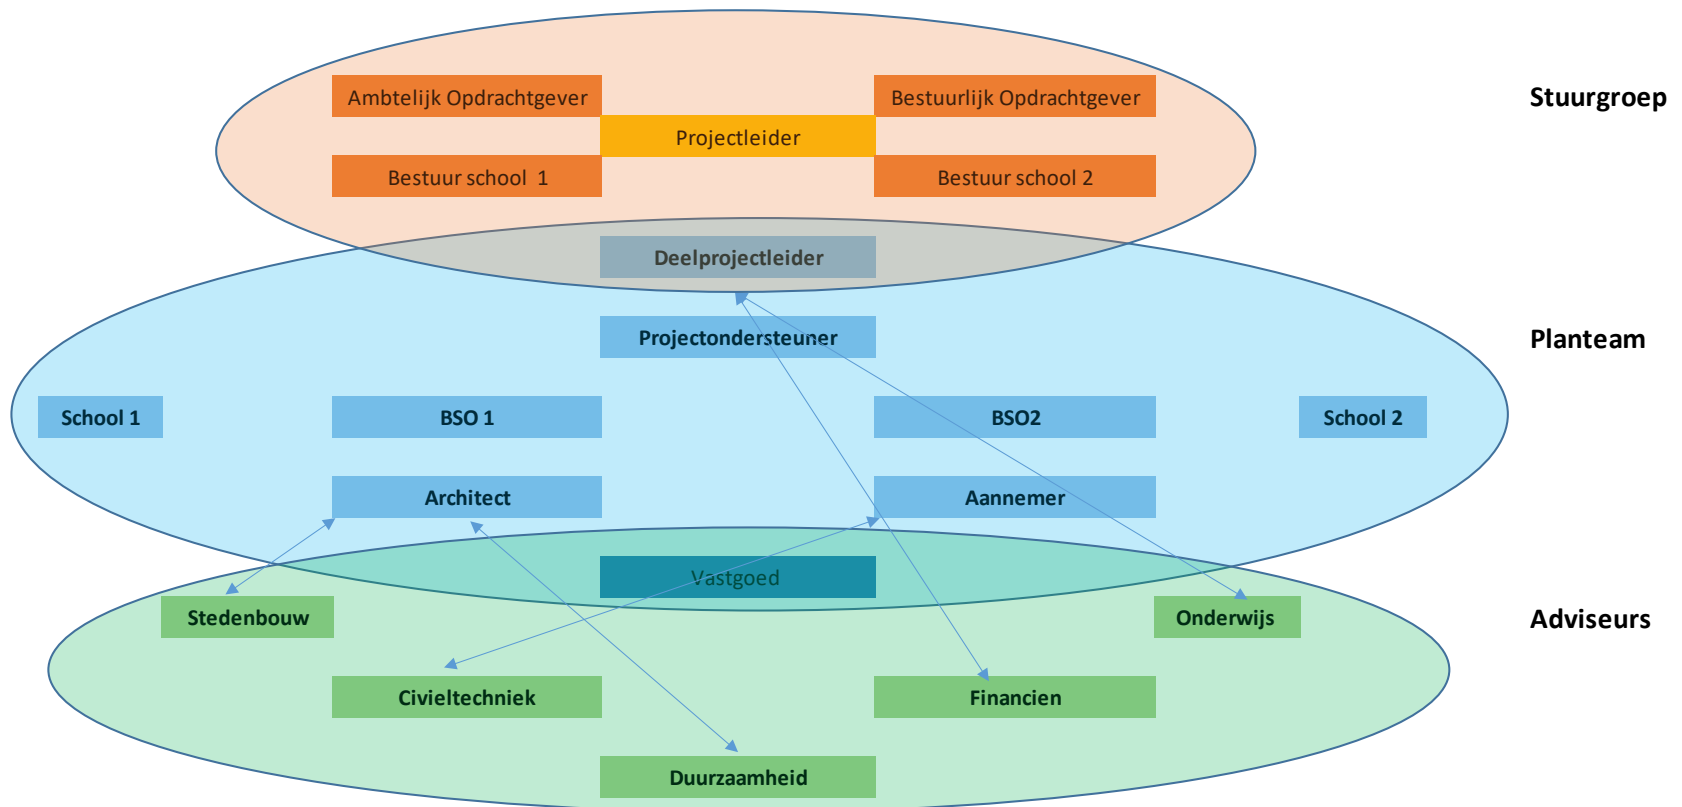 Ambtelijk Opdrachtgever
Bestuurlijk Opdrachtgever
Stuurgroep
Projectleider
Bestuur school  1
Bestuur school 2
Deelprojectleider
Projectondersteuner
Planteam
School 1
BSO 1
BSO2
School 2
Architect
Aannemer
Vastgoed
Stedenbouw
Onderwijs
Adviseurs
Civieltechniek
Financien
Duurzaamheid